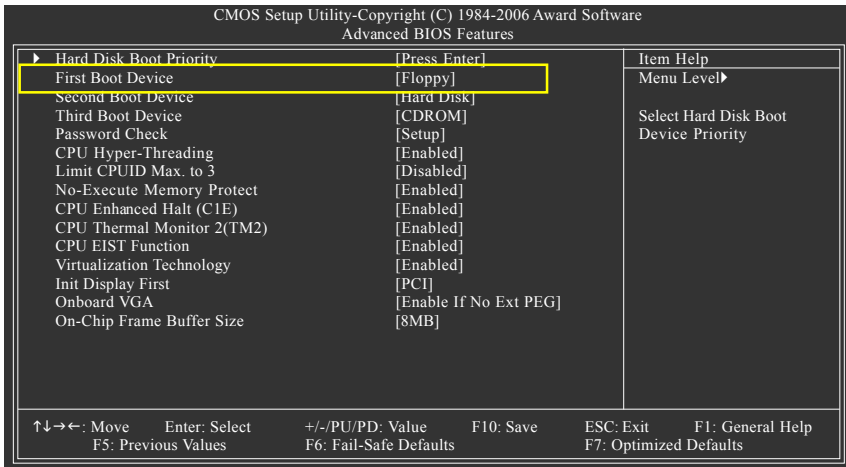 CMOS Setup Utility-Copyright (C) 1984-2006 Award Software
Advanced BIOS Features
Hard Disk Boot Priority [Press Enter]
First Boot Device [Floppy]
Second Boot Device [Hard Disk]
Third Boot Device [CDROM]
Password Check [Setup]
CPU Hyper-Threading [Enabled]
Limit CPUID Max. to 3 [Disabled]
No-Execute Memory Protect [Enabled]
CPU Enhanced Halt (C1E) [Enabled]
CPU Thermal Monitor 2(TM2) [Enabled]
CPU EIST Function [Enabled]
Virtualization Technology [Enabled]
Init Display First [PCI]
Onboard VGA [Enable If No Ext PEG]
On-Chip Frame Buffer Size [8MB]
Item Help
Menu Level▶
Select Hard Disk Boot
Device Priority
↑↓→←: Move Enter: Select +/-/PU/PD: Value F10: Save ESC: Exit F1: General Help
F5: Previous Values F6: Fail-Safe Defaults F7: Optimized Defaults